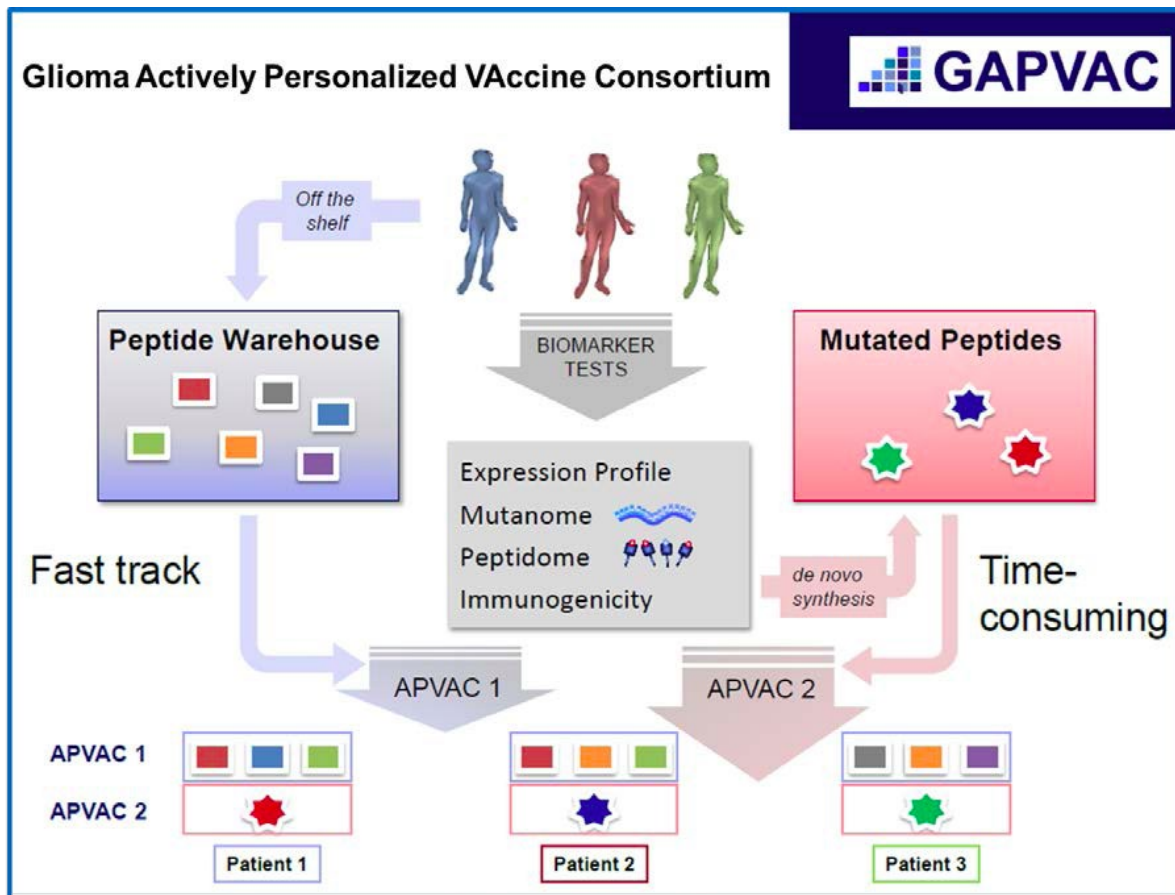 Glioma Actively Personalized VAccine Consortium
GAPVAC
Off the
shelf
Peptide Warehouse
BIOMARKER
TESTS
Mutated Peptides
Expression Profile
Mutanome
Peptidome
Immunogenicity
Fast track
de novo
synthesis
Time-
consuming
APVAC 1
APVAC 2
APVAC 1
APVAC 2
Patient 1
Patient 2
Patient 3